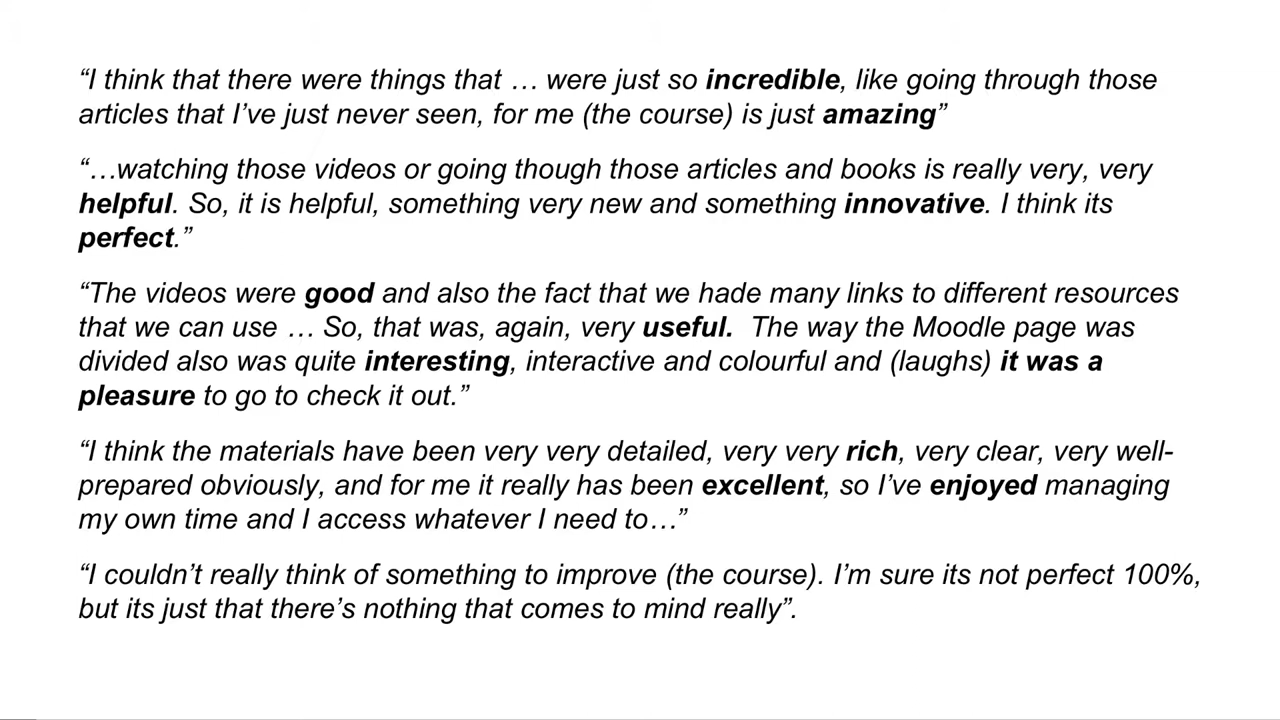 “I think that there were things that … were just so incredible, like going through those
articles that I’ve just never seen, for me (the course) is just amazing”
“…watching those videos or going though those articles and books is really very, very
helpful. So, it is helpful, something very new and something innovative. I think its
perfect.”
“The videos were good and also the fact that we hade many links to different resources
that we can use … So, that was, again, very useful. The way the Moodle page was
divided also was quite interesting, interactive and colourful and (laughs) it was a
pleasure to go to check it out.”
“I think the materials have been very very detailed, very very rich, very clear, very well-
prepared obviously, and for me it really has been excellent, so I’ve enjoyed managing
my own time and I access whatever I need to…”
“I couldn’t really think of something to improve (the course). I’m sure its not perfect 100%,
but its just that there’s nothing that comes to mind really”.